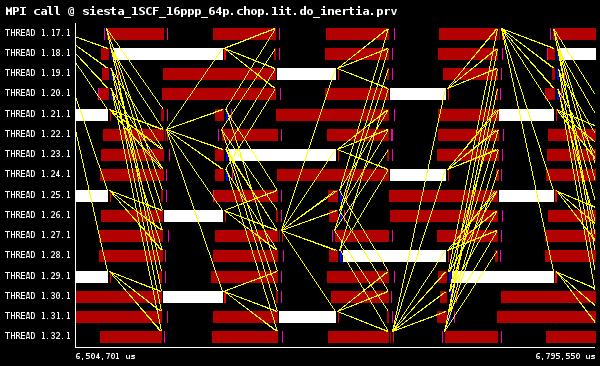 MPI call @ siesta_1SCF_16ppp_64p.chop.1it.do_inertia.prv
THREAD 1.17.1
THREAD 1.18.1
THREAD 1.19.1
THREAD 1.20.1
THREAD 1.21.1
THREAD 1.22.1
THREAD 1.23.1
THREAD 1.24.1
THREAD 1.25.1
THREAD 1.26.1
THREAD 1.27.1
THREAD 1.28.1
THREAD 1.29.1
THREAD 1.30.1
THREAD 1.31.1
THREAD 1.32.1
6,504,701 us 6,795,550 us